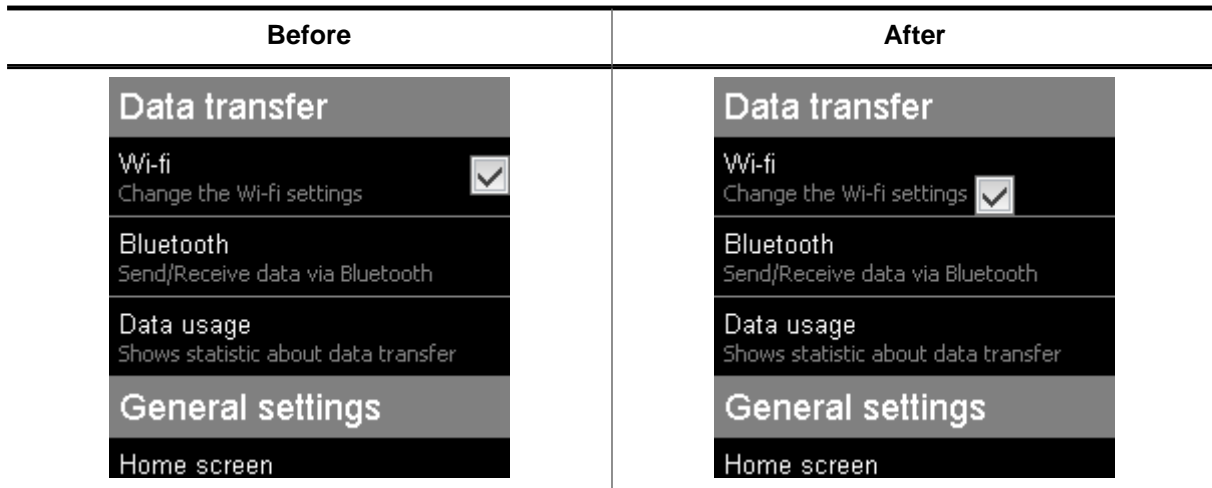 Before
After
Data transfer
Wi-fi
Change the Wi-fi settings
Bluetooth
Send/Receive data via Bluetooth
Data usage
Shows statistic about data transfer
General settings
Home screen
Data transfer
Wi-fi
Change the Wi-fi settings
Bluetooth
Send/Receive data via Bluetooth
Data usage
Shows statistic about data transfer
General settings
Home screen